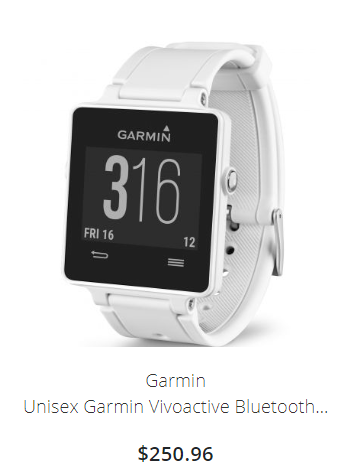 GARMIN
316
FRI 16 12
Garmin
Unisex Garmin Vivoactive Bluetooth...
$250.96